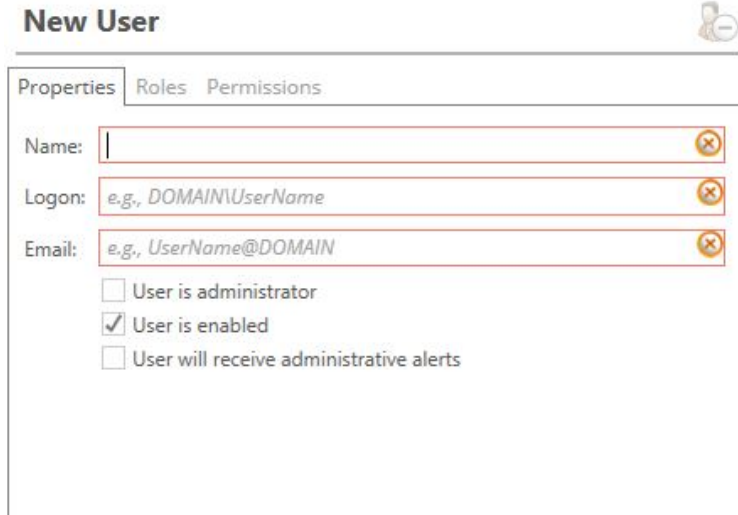 New User
Properties Roles Permissions
Name:
Logon: e.g., DOMAIN\UserName
Email: e.g., UserName@DOMAIN
User is administrator
User is enabled
User will receive administrative alerts